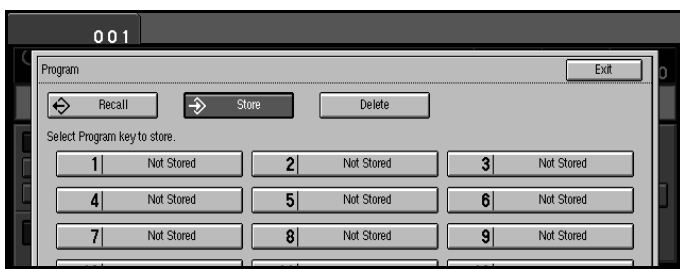 001
Program Exit
Recall Store Delete
Select Program key to store.
1 Not Stored 2 Not Stored 3 Not Stored
4 Not Stored 5 Not Stored 6 Not Stored
7 Not Stored 8 Not Stored 9 Not Stored